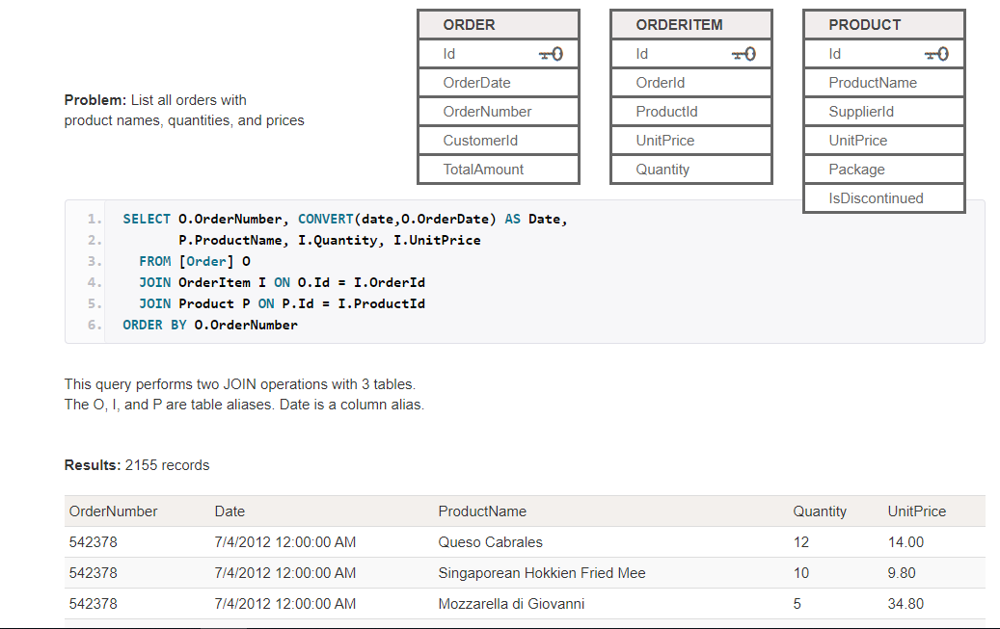 ORDER
Id
OrderDate
OrderNumber
CustomerId
TotalAmount
ORDERITEM
Id
OrderId
ProductId
UnitPrice
Quantity
PRODUCT
Id
ProductName
SupplierId
UnitPrice
Package
IsDiscontinued
Problem: List all orders with
product names, quantities, and prices
1. SELECT O.OrderNumber, CONVERT(date,O.OrderDate) AS Date,
2. P.ProductName, I.Quantity, I.UnitPrice
3. FROM [Order] O
4. JOIN OrderItem I ON O.Id = I.OrderId
5. JOIN Product P ON P.Id = I.ProductId
6. ORDER BY O.OrderNumber
This query performs two JOIN operations with 3 tables.
The O, I, and P are table aliases. Date is a column alias.
Results: 2155 records
OrderNumber Date ProductName Quantity UnitPrice
542378 7/4/2012 12:00:00 AM Queso Cabrales 12 14.00
542378 7/4/2012 12:00:00 AM Singaporean Hokkien Fried Mee 10 9.80
542378 7/4/2012 12:00:00 AM Mozzarella di Giovanni 5 34.80